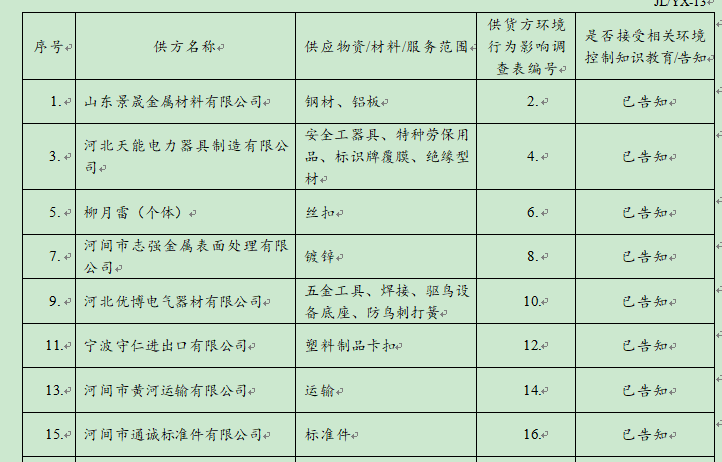 JL/YX-13
序号 供方名称 供应物资/材料/服务范围 供货方环境行为影响调查表编号 是否接受相关环境控制知识教育/告知
1. 山东景晟金属材料有限公司 钢材、铝板 2. 已告知
3. 河北天能电力器具制造有限公司 安全工器具、特种劳保用品、标识牌覆膜、绝缘型材 4. 已告知
5. 柳月雷（个体） 丝扣 6. 已告知
7. 河间市志强金属表面处理有限公司 镀锌 8. 已告知
9. 河北优博电气器材有限公司 五金工具、焊接、驱鸟设备底座、防鸟刺打簧 10. 已告知
11. 宁波守仁进出口有限公司 塑料制品卡扣 12. 已告知
13. 河间市黄河运输有限公司 运输 14. 已告知
15. 河间市通诚标准件有限公司 标准件 16. 已告知